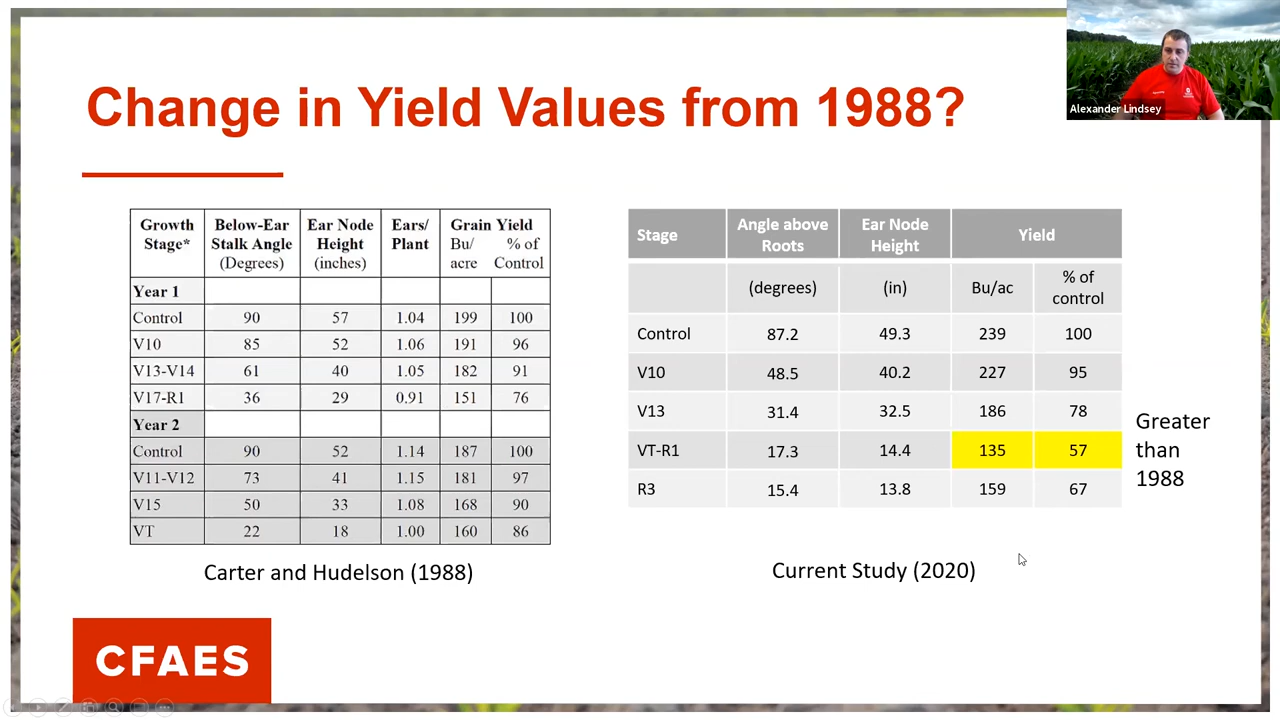 Alexander Lindsey
Change in Yield Values from 1988?
Growth Stage* Below-Ear Stalk Angle (Degrees) Ear Node Height (inches) Ears/ Plant Grain Yield Bu/ acre % of Control
Year 1
Control 90 57 1.04 199 100
V10 85 52 1.06 191 96
V13-V14 61 40 1.05 182 91
V17-R1 36 29 0.91 151 76
Year 2
Control 90 52 1.14 187 100
V11-V12 73 41 1.15 181 97
V15 50 33 1.08 168 90
VT 22 18 1.00 160 86
Carter and Hudelson (1988)
Stage Angle above Roots Ear Node Height Yield
(degrees) (in) Bu/ac % of control
Control 87.2 49.3 239 100
V10 48.5 40.2 227 95
V13 31.4 32.5 186 78
VT-R1 17.3 14.4 135 57
R3 15.4 13.8 159 67
Greater
than
1988
Current Study (2020)
CFAES